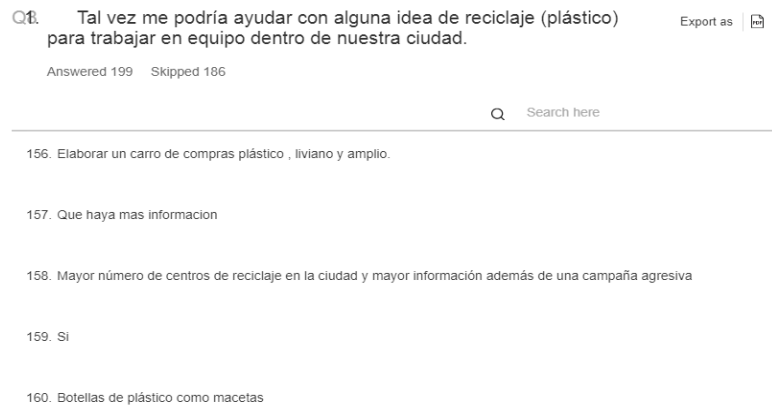 Q8.
1. Tal vez me podría ayudar con alguna idea de reciclaje (plástico)
para trabajar en equipo dentro de nuestra ciudad.
Export as PDF
Answered 199 Skipped 186
Search here
156. Elaborar un carro de compras plástico , liviano y amplio.
157. Que haya mas informacion
158. Mayor número de centros de reciclaje en la ciudad y mayor información además de una campaña agresiva
159. Si
160. Botellas de plástico como macetas